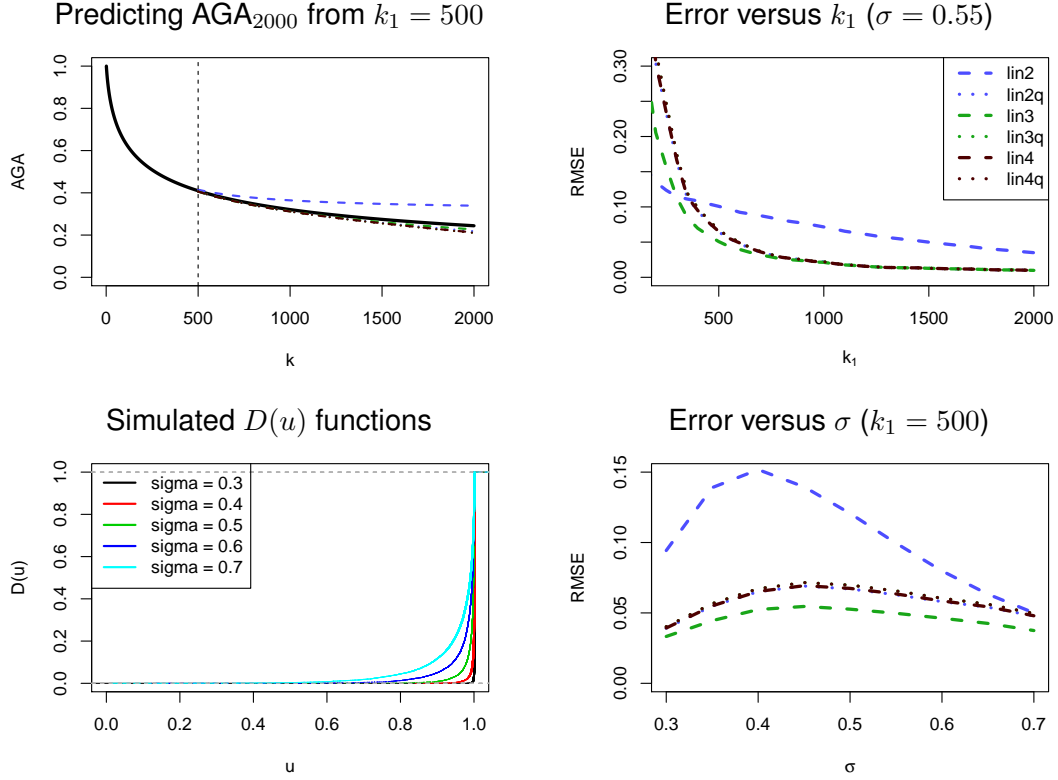 Predicting AGA2000 from k1 = 500
AGA
0.0 0.2 0.4 0.6 0.8 1.0
0 500 1000 1500 2000
k
Error versus k1 (σ = 0.55)
RMSE
0.00 0.10 0.20 0.30
lin2
lin2q
lin3
lin3q
lin4
lin4q
500 1000 1500 2000
k1
Simulated D(u) functions
D(u)
0.0 0.2 0.4 0.6 0.8 1.0
sigma = 0.3
sigma = 0.4
sigma = 0.5
sigma = 0.6
sigma = 0.7
0.0 0.2 0.4 0.6 0.8 1.0
u
Error versus σ (k1 = 500)
RMSE
0.00 0.05 0.10 0.15
0.3 0.4 0.5 0.6 0.7
σ